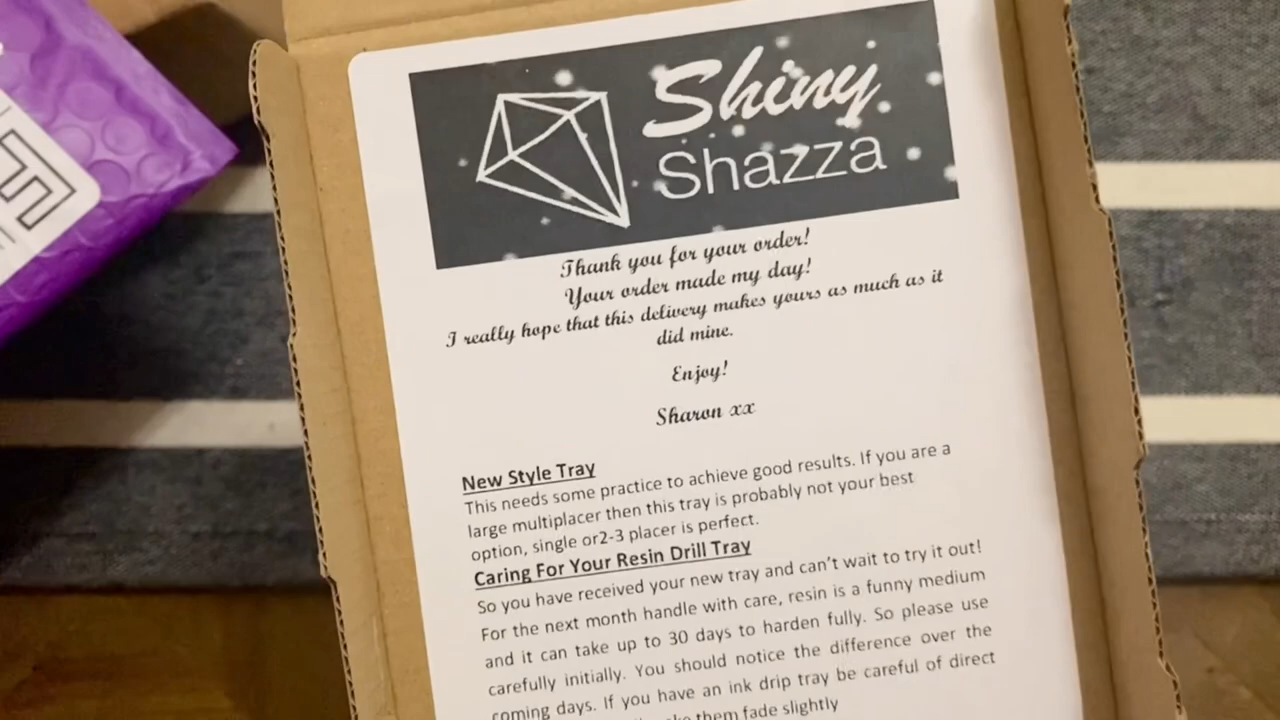 Shiny
Shazza
Thank you for your order!
Your order made my day!
I really hope that this delivery makes yours as much as it
did mine.
Enjoy!
Sharon xx
New Style Tray
This needs some practice to achieve good results. If you are a
large multiplacer then this tray is probably not your best
option, single or2-3 placer is perfect.
Caring For Your Resin Drill Tray
So you have received your new tray and can't wait to try it out!
For the next month handle with care, resin is a funny medium
and it can take up to 30 days to harden fully. So please use
carefully initially. You should notice the difference over the
coming days. If you have an ink drip tray be careful of direct
them fade slightly